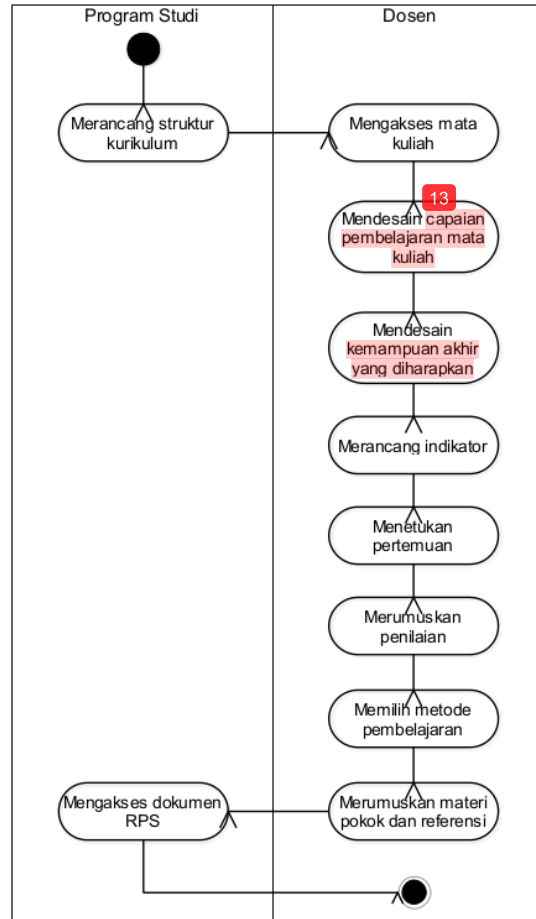 Program Studi
Dosen
Merancang struktur
kurikulum
Mengakses mata
kuliah
13
Mendesain capaian
pembelajaran mata
kuliah
Mendesain
kemampuan akhir
yang diharapkan
Merancang indikator
Menetukan
pertemuan
Merumuskan
penilaian
Memilih metode
pembelajaran
Mengakses dokumen
RPS
Merumuskan materi
pokok dan referensi